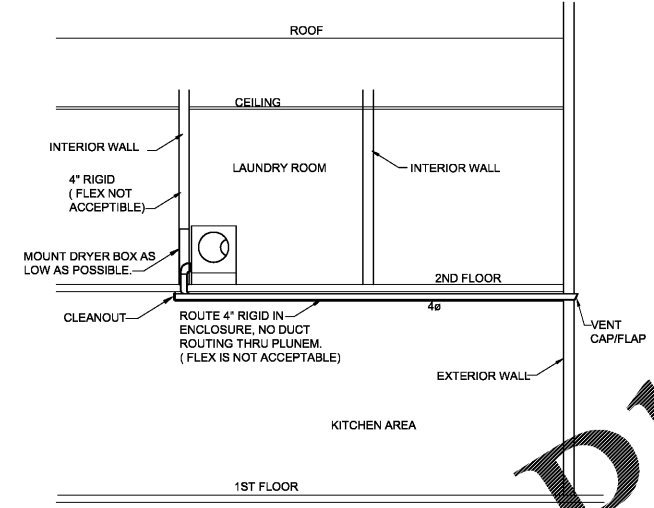 ROOF
CEILING
INTERIOR WALL
LAUNDRY ROOM
INTERIOR WALL
4" RIGID
( FLEX NOT
ACCEPTIBLE)
MOUNT DRYER BOX AS
LOW AS POSSIBLE.
2ND FLOOR
CLEANOUT
ROUTE 4" RIGID IN
ENCLOSURE, NO DUCT
ROUTING THRU PLUNEM.
( FLEX IS NOT ACCEPTABLE)
4ø
VENT
CAP/FLAP
EXTERIOR WALL
KITCHEN AREA
1ST FLOOR